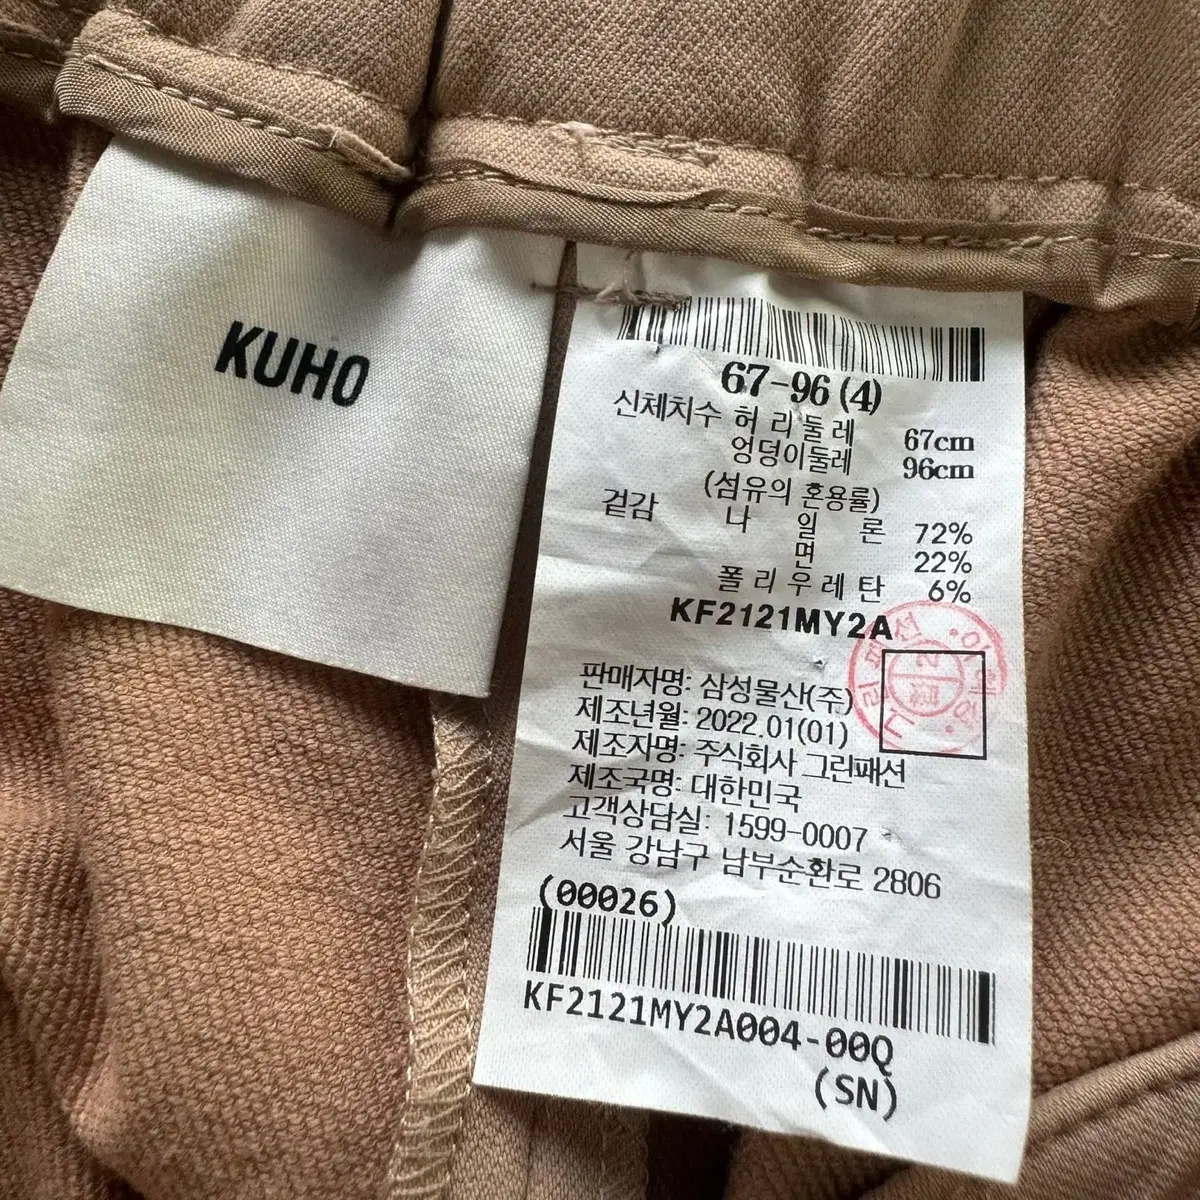 KUHO
67-96 (4)
신체치수 허 리 둘 레 67cm
엉덩이둘레 96cm
(섬유의 혼용률)
겉감 나 일 론 72%
면 22%
폴 리 우 레 탄 6%
KF2121MY2A
판매자명: 삼성물산(주)
제조년월: 2022.01(01)
제조자명: 주식회사 그린패션
제조국명: 대한민국
고객상담실: 1599-0007
서울 강남구 남부순환로 2806
(00026)
KF2121MY2A004-00Q
(SN)